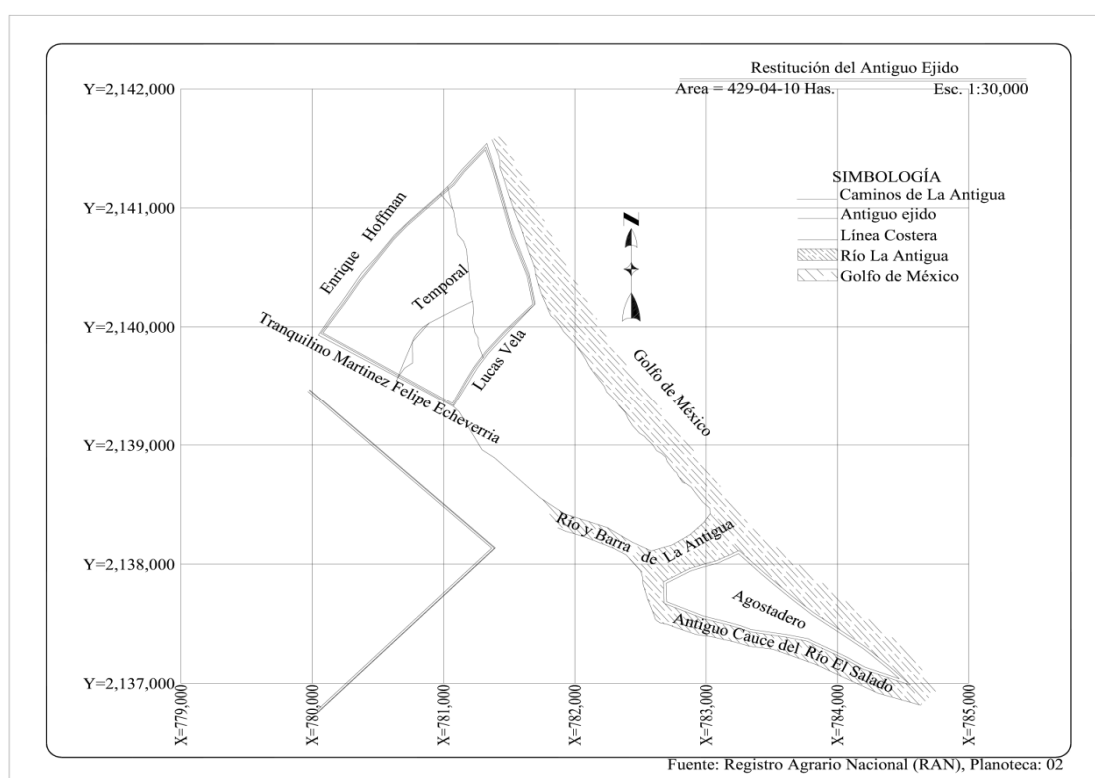 Restitución del Antiguo Ejido
Area = 429-04-10 Has. Esc. 1:30,000
SIMBOLOGÍA
Caminos de La Antigua
Antiguo ejido
Línea Costera
Río La Antigua
Golfo de México
Y=2,142,000
Y=2,141,000
Y=2,140,000
Y=2,139,000
Y=2,138,000
Y=2,137,000
Enrique Hoffman
Temporal
Lucas Vela
Tranquilino Martinez Felipe Echeverria
Golfo de México
Río y Barra de La Antigua
Agostadero
Antiguo Cauce del Río El Salado
X=779,000
X=780,000
X=781,000
X=782,000
X=783,000
X=784,000
X=785,000
Fuente: Registro Agrario Nacional (RAN), Planoteca: 02